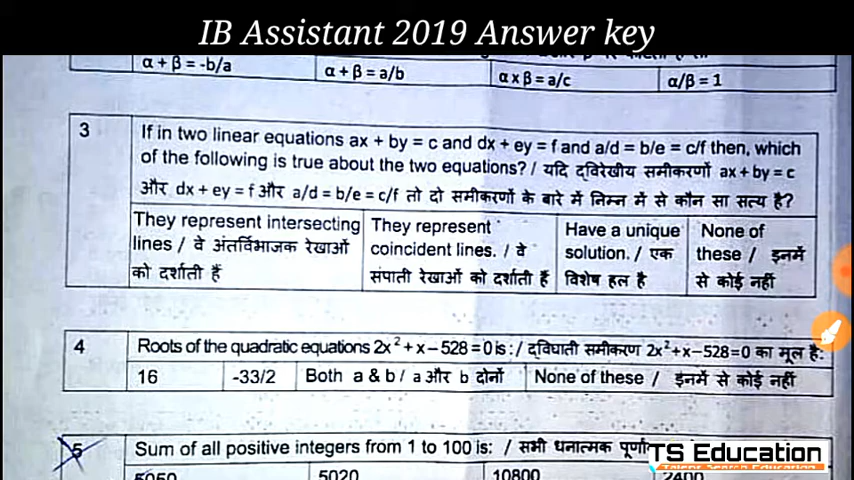 IB Assistant 2019 Answer key
α + β = -b/a
α + β = a/b
α x β = a/c
α/β = 1
3
If in two linear equations ax + by = c and dx + ey = f and a/d = b/e = c/f then, which
of the following is true about the two equations? / यदि द्विरेखीय समीकरणों ax + by = c
और dx + ey = f और a/d = b/e = c/f तो दो समीकरणों के बारे में निम्न में से कौन सा सत्य है?
They represent intersecting
lines / वे अंतर्विभाजक रेखाओं
को दर्शाती हैं
They represent
coincident lines. / वे
संपाती रेखाओं को दर्शाती हैं
Have a unique
solution. / एक
विशेष हल है
None of
these / इनमें
से कोई नहीं
4
Roots of the quadratic equations 2x²+x–528=0 is: / द्विघाती समीकरण 2x²+x–528=0 का मूल है:
16
-33/2
Both a & b / a और b दोनों
None of these / इनमें से कोई नहीं
5
Sum of all positive integers from 1 to 100 is: / सभी धनात्मक
TS Education
Talent Search Education
5050
5020
10800
2400